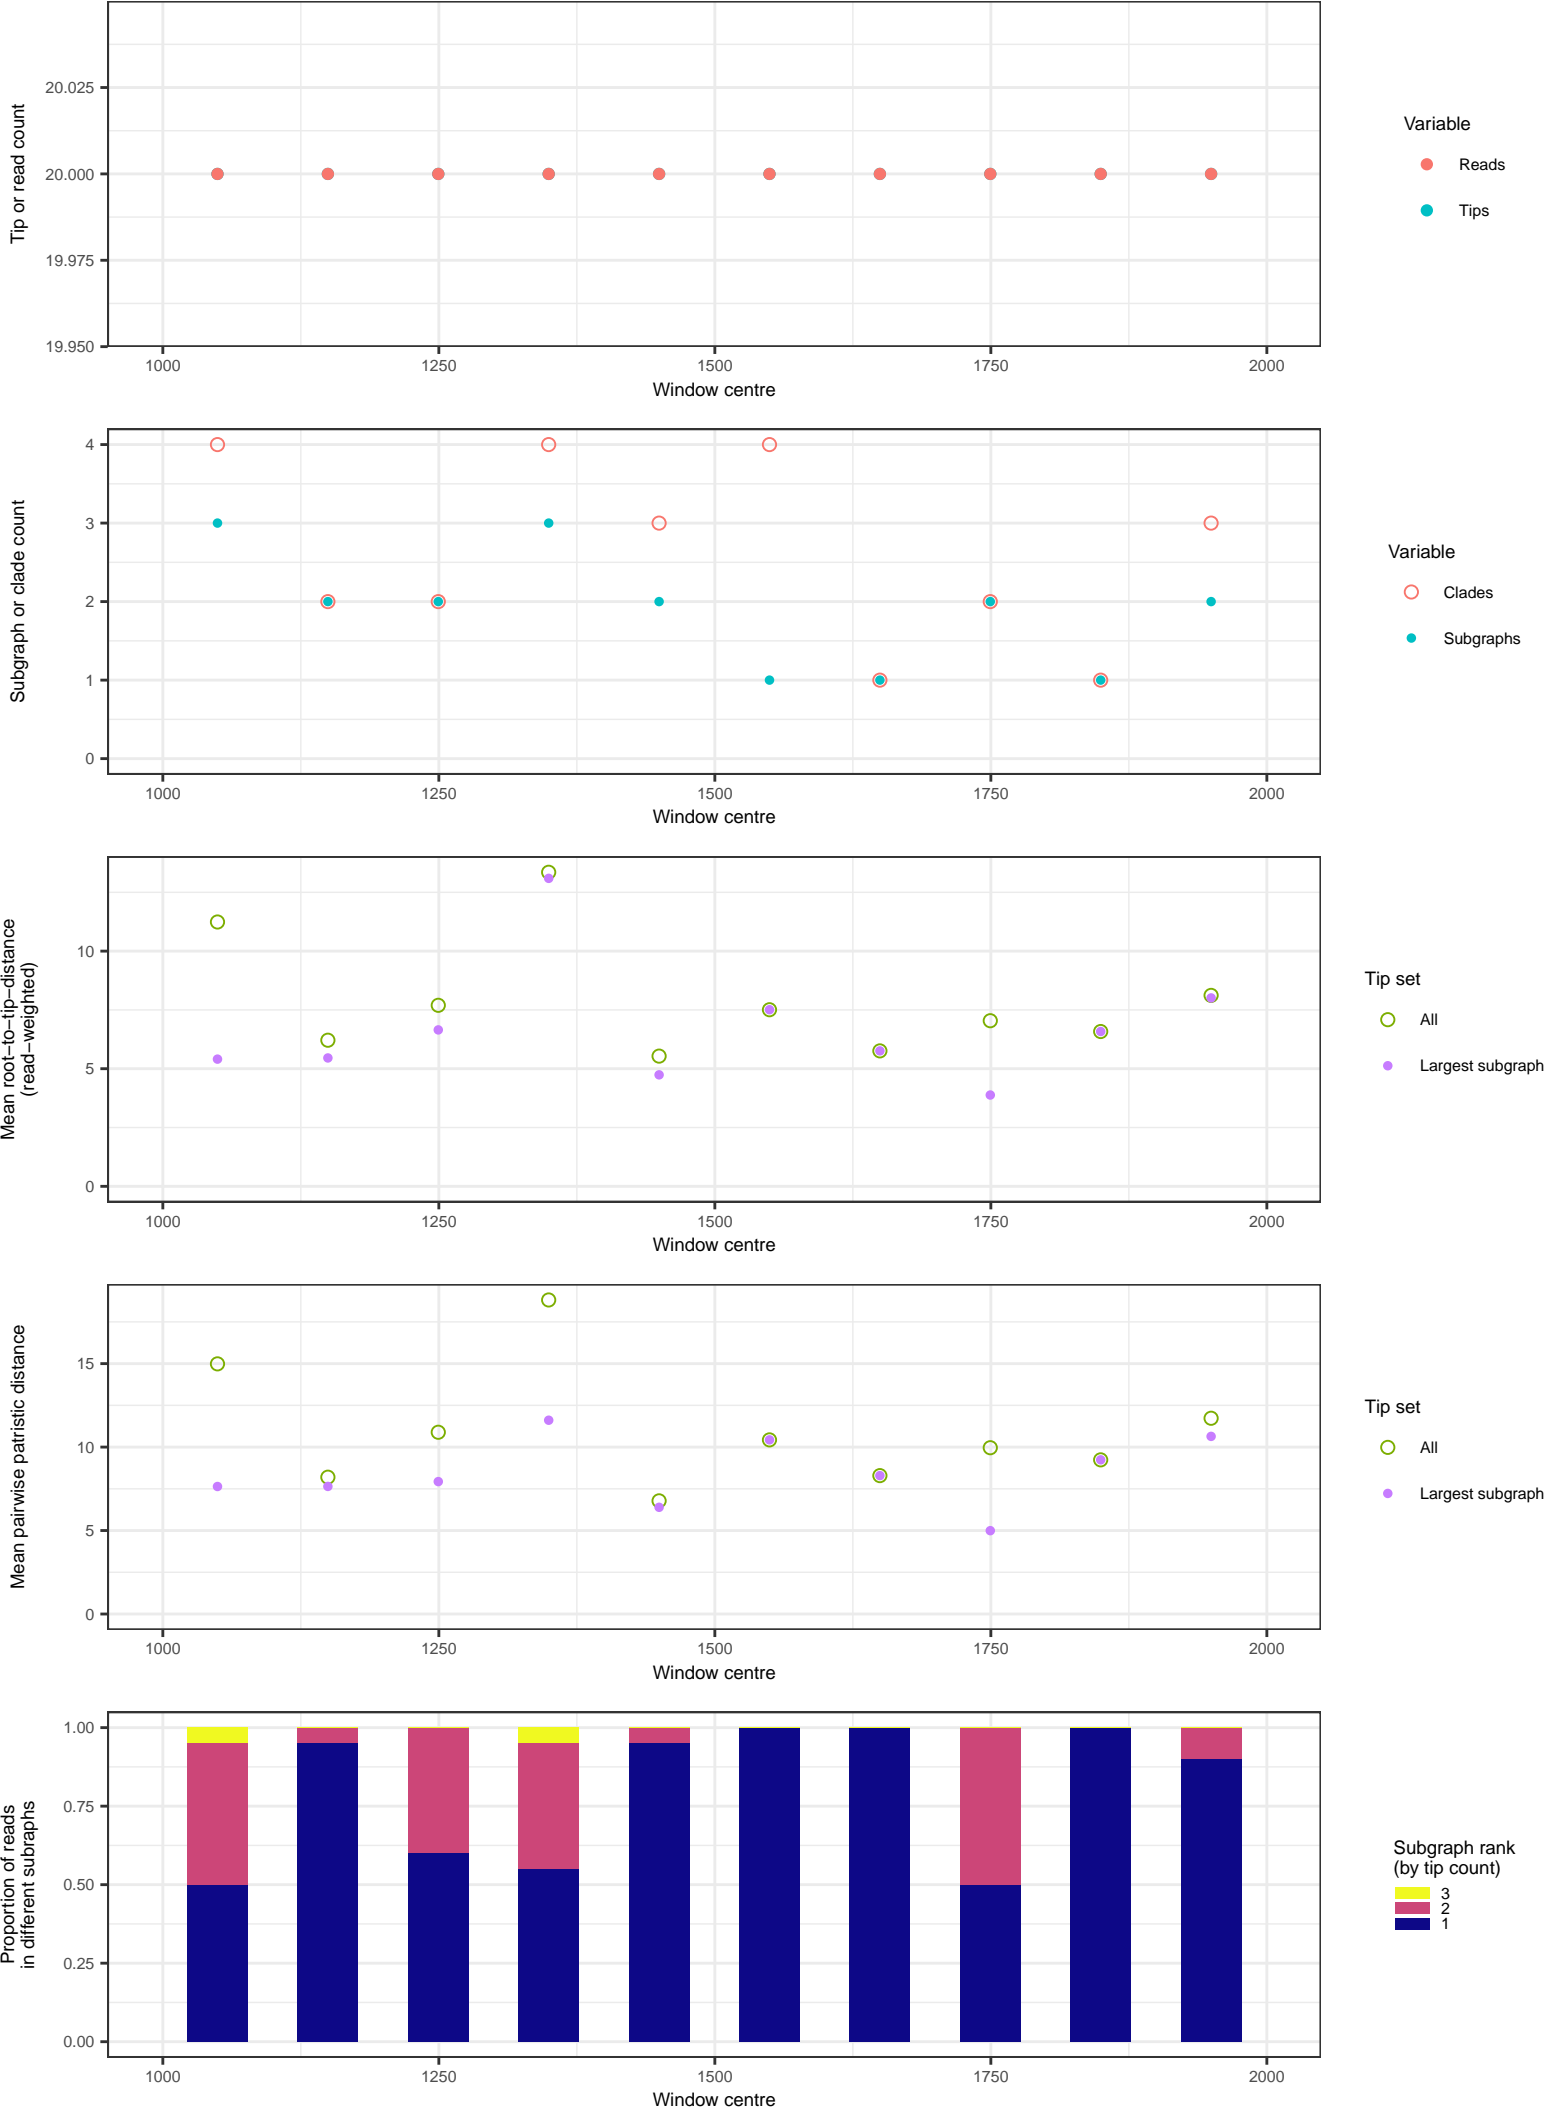 Tip or read count
20.025
20.000
19.975
19.950
1000 1250 1500 1750 2000
Window centre
Variable
Reads
Tips
Subgraph or clade count
4
3
2
1
0
1000 1250 1500 1750 2000
Window centre
Variable
Clades
Subgraphs
Mean root−to−tip−distance
(read−weighted)
10
5
0
1000 1250 1500 1750 2000
Window centre
Tip set
All
Largest subgraph
Mean pairwise patristic distance
15
10
5
0
1000 1250 1500 1750 2000
Window centre
Tip set
All
Largest subgraph
Proportion of reads
in different subraphs
1.00
0.75
0.50
0.25
0.00
1000 1250 1500 1750 2000
Window centre
Subgraph rank
(by tip count)
3
2
1